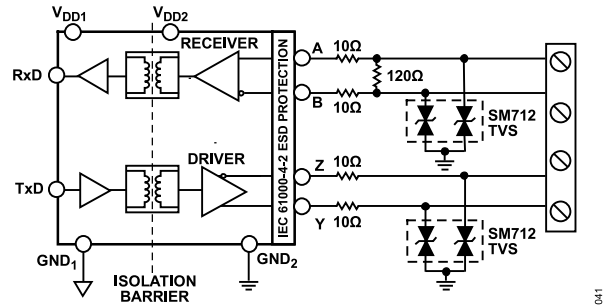 VDD1
VDD2
RECEIVER
RxD
IEC 61000-4-2 ESD PROTECTION
A
10Ω
120Ω
B
10Ω
SM712
TVS
DRIVER
TxD
Z
10Ω
Y
10Ω
SM712
TVS
GND1
GND2
ISOLATION
BARRIER
041